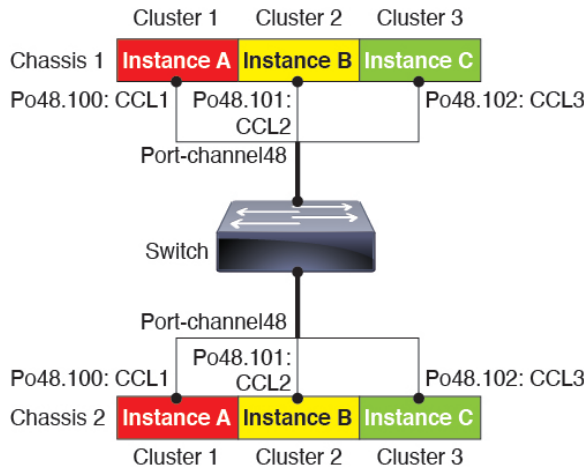 Cluster 1 Cluster 2 Cluster 3
Chassis 1 Instance A Instance B Instance C
Po48.100: CCL1 Po48.101: CCL2 Po48.102: CCL3
Port-channel48
Switch
Port-channel48
Po48.100: CCL1 Po48.101: CCL2 Po48.102: CCL3
Chassis 2 Instance A Instance B Instance C
Cluster 1 Cluster 2 Cluster 3